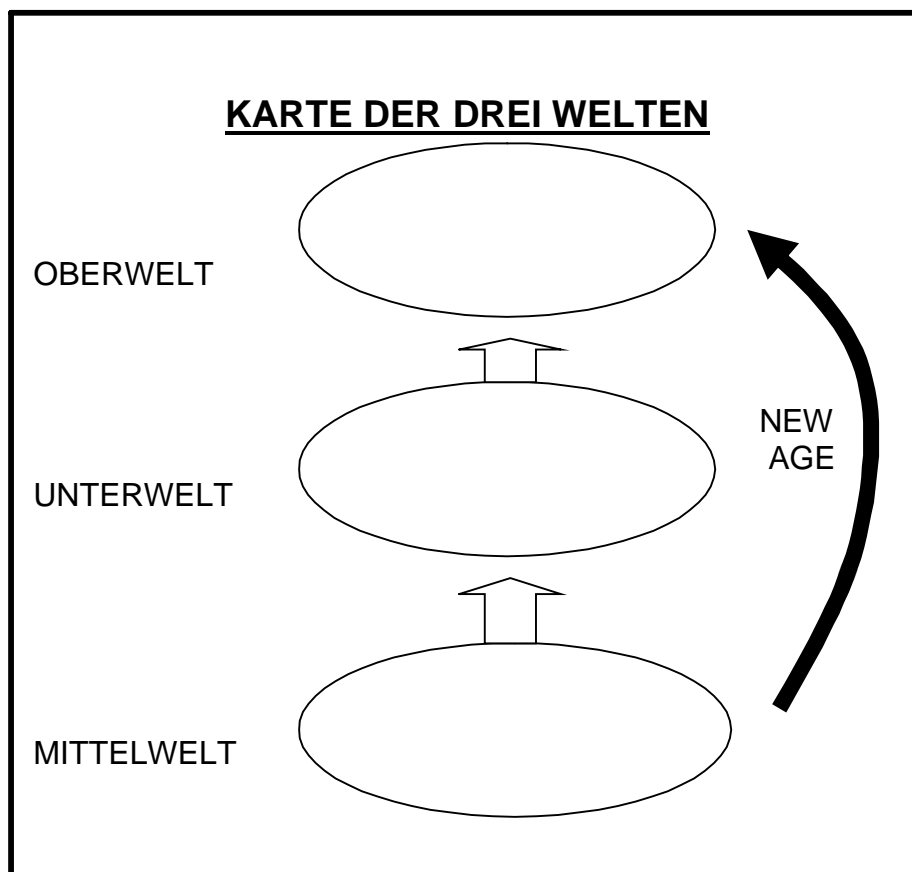 KARTE DER DREI WELTEN
OBERWELT
NEW
AGE
UNTERWELT
MITTELWELT